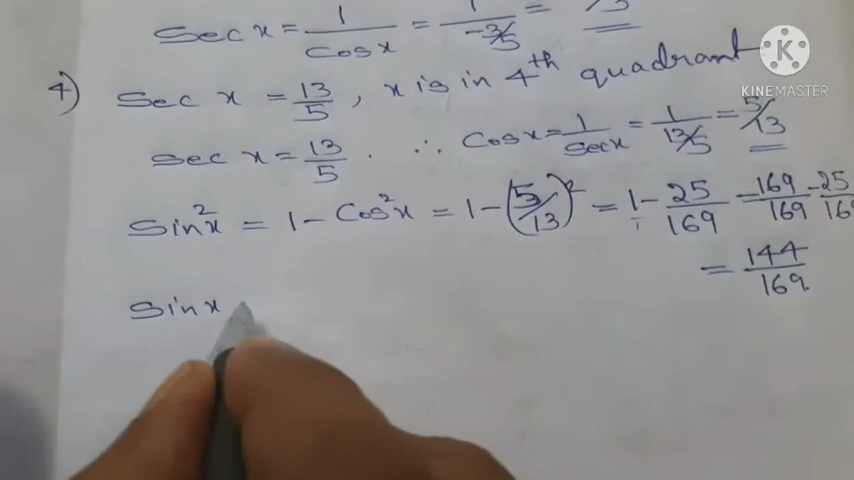 Sec x = 1/Cos x = 1/-3/5 =
4) Sec x = 13/5 , x is in 4th quadrant
Sec x = 13/5 . ∴ Cos x = 1/Sec x = 1/13/5 = 5/13
Sin²x = 1 - Cos²x = 1 - (5/13)² = 1 - 25/169 = 169/169 - 25/169
= 144/169
Sin x
KINEMASTER